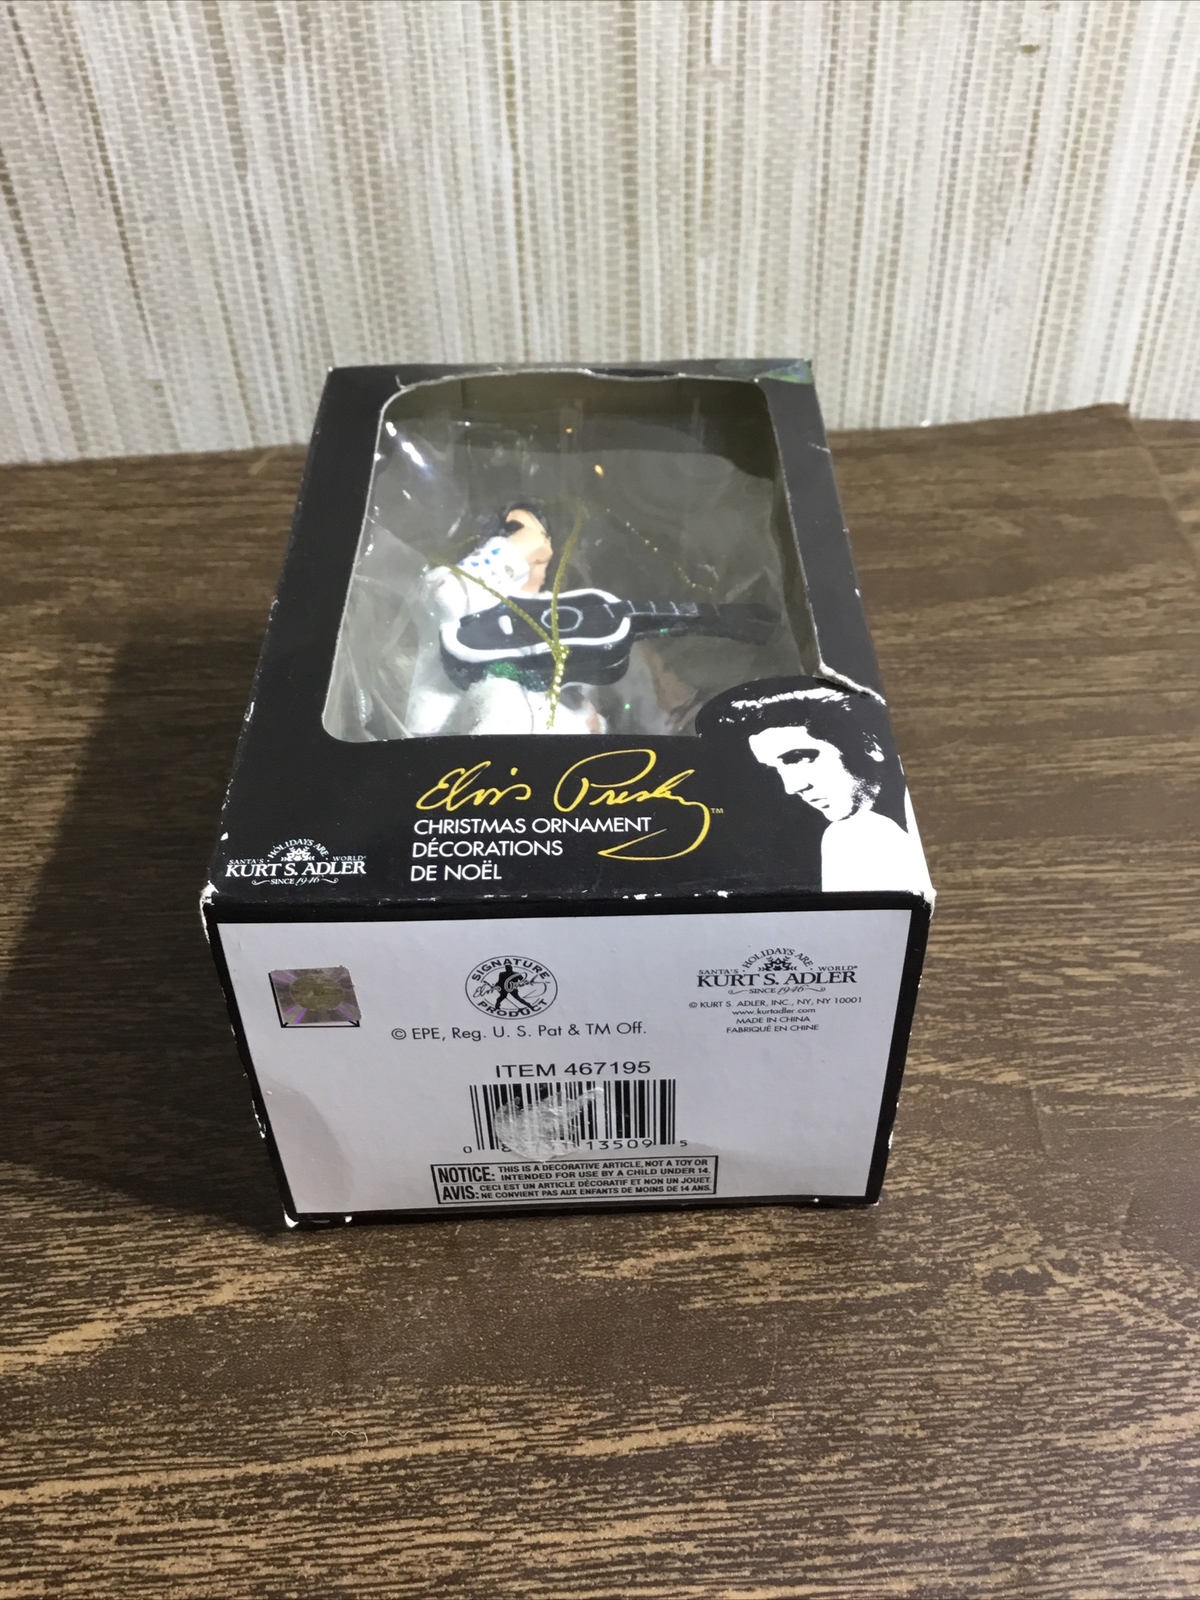 Elvis Presley™
CHRISTMAS ORNAMENT
DÉCORATIONS
DE NOËL
HOLIDAYS ARE
SANTA'S WORLD®
KURT S. ADLER
SINCE 1946
SIGNATURE
Elvis Presley
PRODUCT
© EPE, Reg. U. S. Pat & TM Off.
HOLIDAYS ARE
SANTA'S WORLD®
KURT S. ADLER
SINCE 1946
© KURT S. ADLER, INC., NY, NY 10001
www.kurtadler.com
MADE IN CHINA
FABRIQUÉ EN CHINE
ITEM 467195
0 8 13509 5
NOTICE: THIS IS A DECORATIVE ARTICLE, NOT A TOY OR
INTENDED FOR USE BY A CHILD UNDER 14.
AVIS: CECI EST UN ARTICLE DÉCORATIF ET NON UN JOUET.
NE CONVIENT PAS AUX ENFANTS DE MOINS DE 14 ANS.